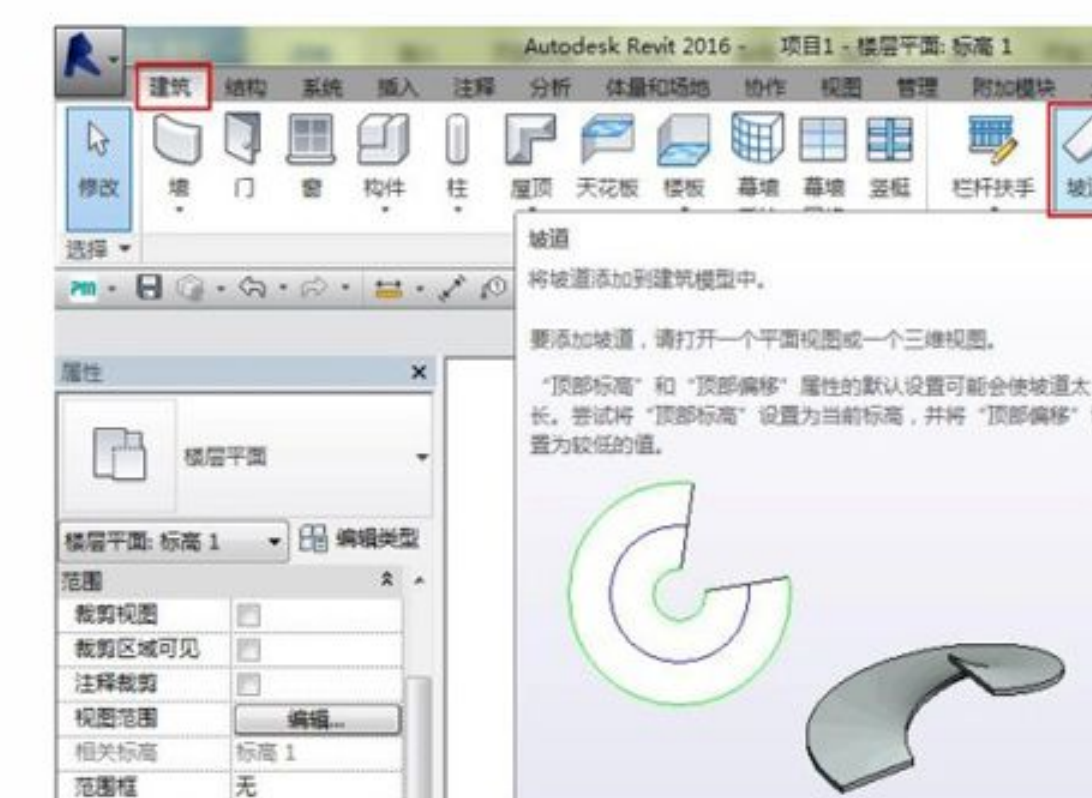 Autodesk Revit 2016 - 项目1 - 楼层平面: 标高 1
建筑 结构 系统 插入 注释 分析 体量和场地 协作 视图 管理 附加模块
修改 墙 门 窗 构件 柱 屋顶 天花板 楼板 幕墙 幕墙 竖梃 栏杆扶手 坡道
选择
坡道
将坡道添加到建筑模型中。
要添加坡道，请打开一个平面视图或一个三维视图。
“顶部标高”和“顶部偏移”属性的默认设置可能会使坡道太
长。尝试将“顶部标高”设置为当前标高，并将“顶部偏移”
置为较低的值。
属性
楼层平面
楼层平面: 标高 1 编辑类型
范围
裁剪视图
裁剪区域可见
注释裁剪
视图范围 编辑...
相关标高 标高 1
范围框 无